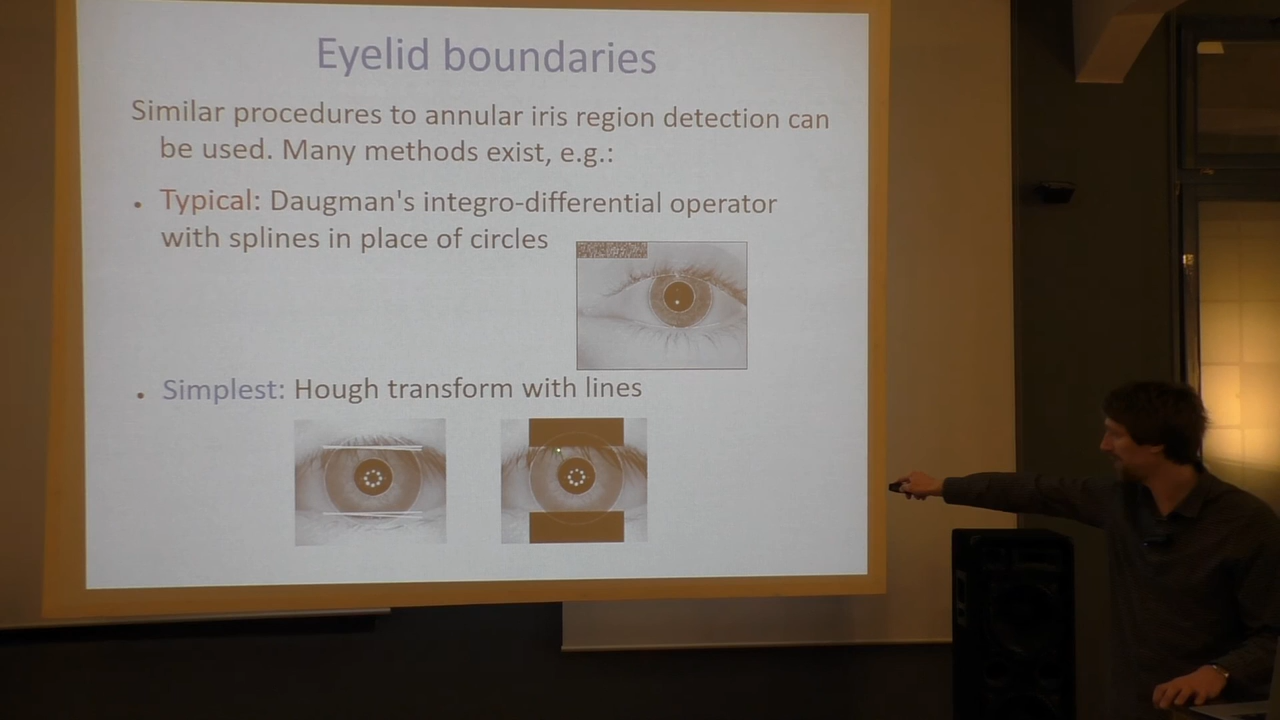 Eyelid boundaries
Similar procedures to annular iris region detection can
be used. Many methods exist, e.g.:
• Typical: Daugman's integro-differential operator
with splines in place of circles
• Simplest: Hough transform with lines